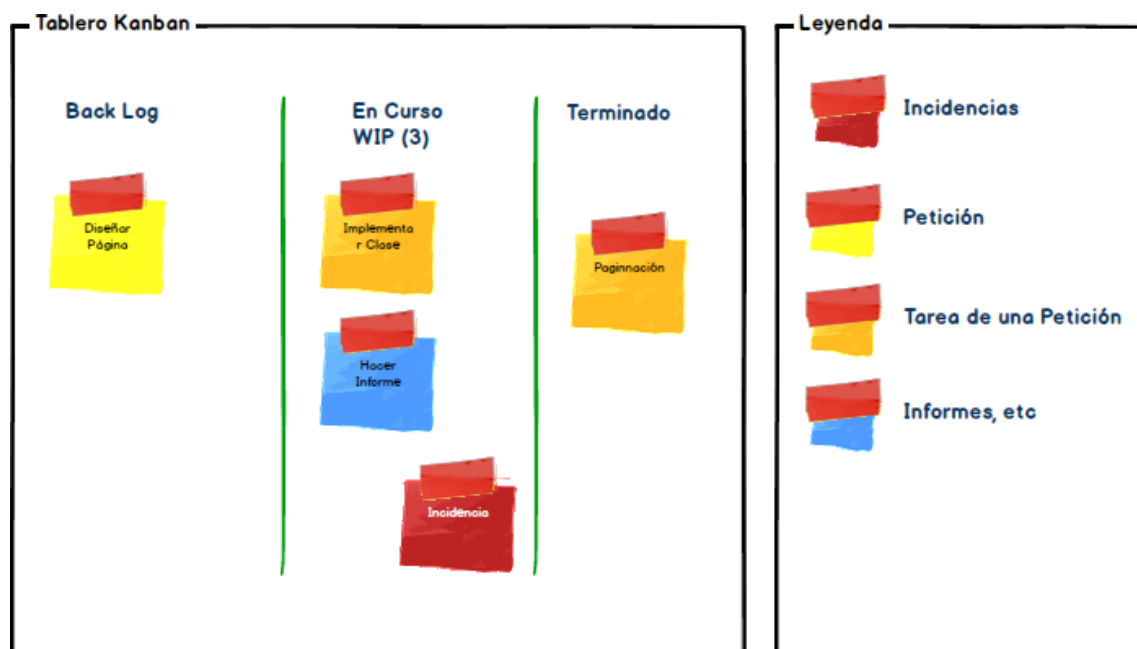 Tablero Kanban
Back Log
En Curso
WIP (3)
Terminado
Diseñar
Página
Implementa
r Clase
Paginnación
Hacer
Informe
Incidencia
Leyenda
Incidencias
Petición
Tarea de una Petición
Informes, etc